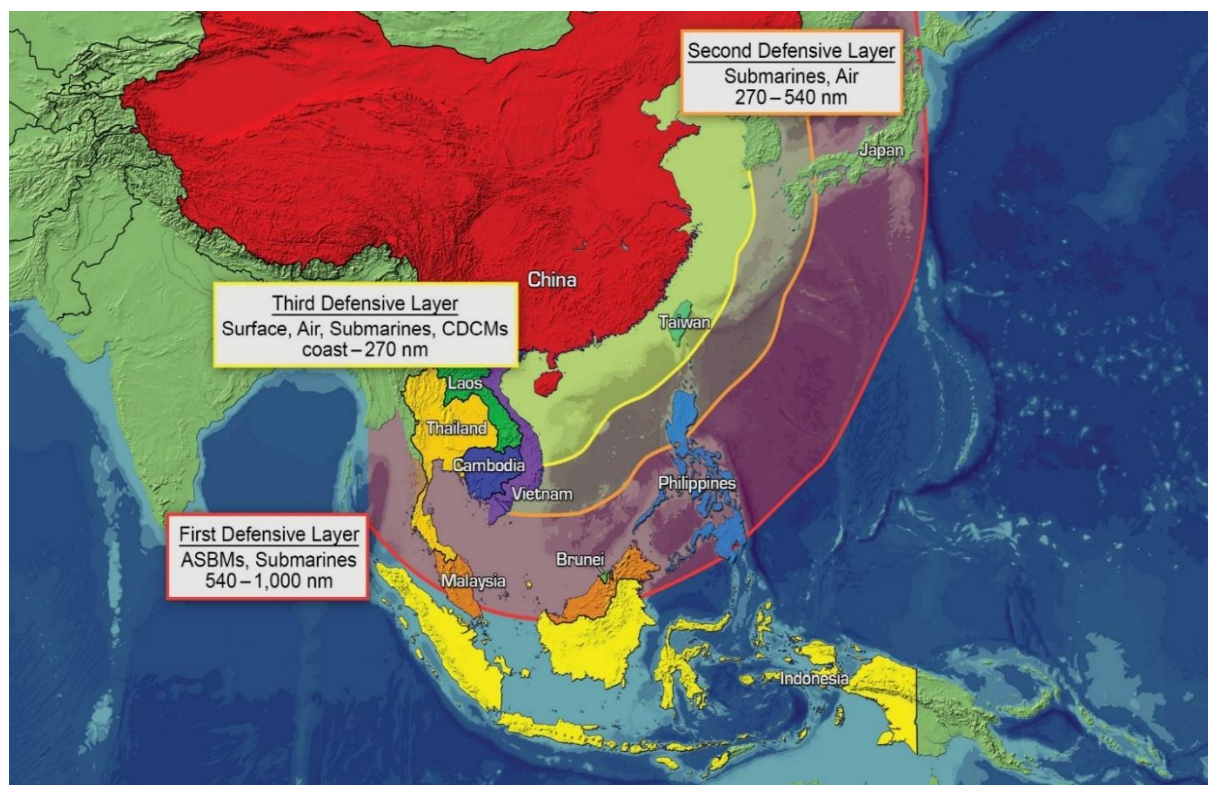 Second Defensive Layer
Submarines, Air
270 – 540 nm
Japan
China
Third Defensive Layer
Surface, Air, Submarines, CDCMs
coast – 270 nm
Taiwan
Laos
Thailand
Cambodia
Vietnam
Philippines
First Defensive Layer
ASBMs, Submarines
540 – 1,000 nm
Brunei
Malaysia
Indonesia